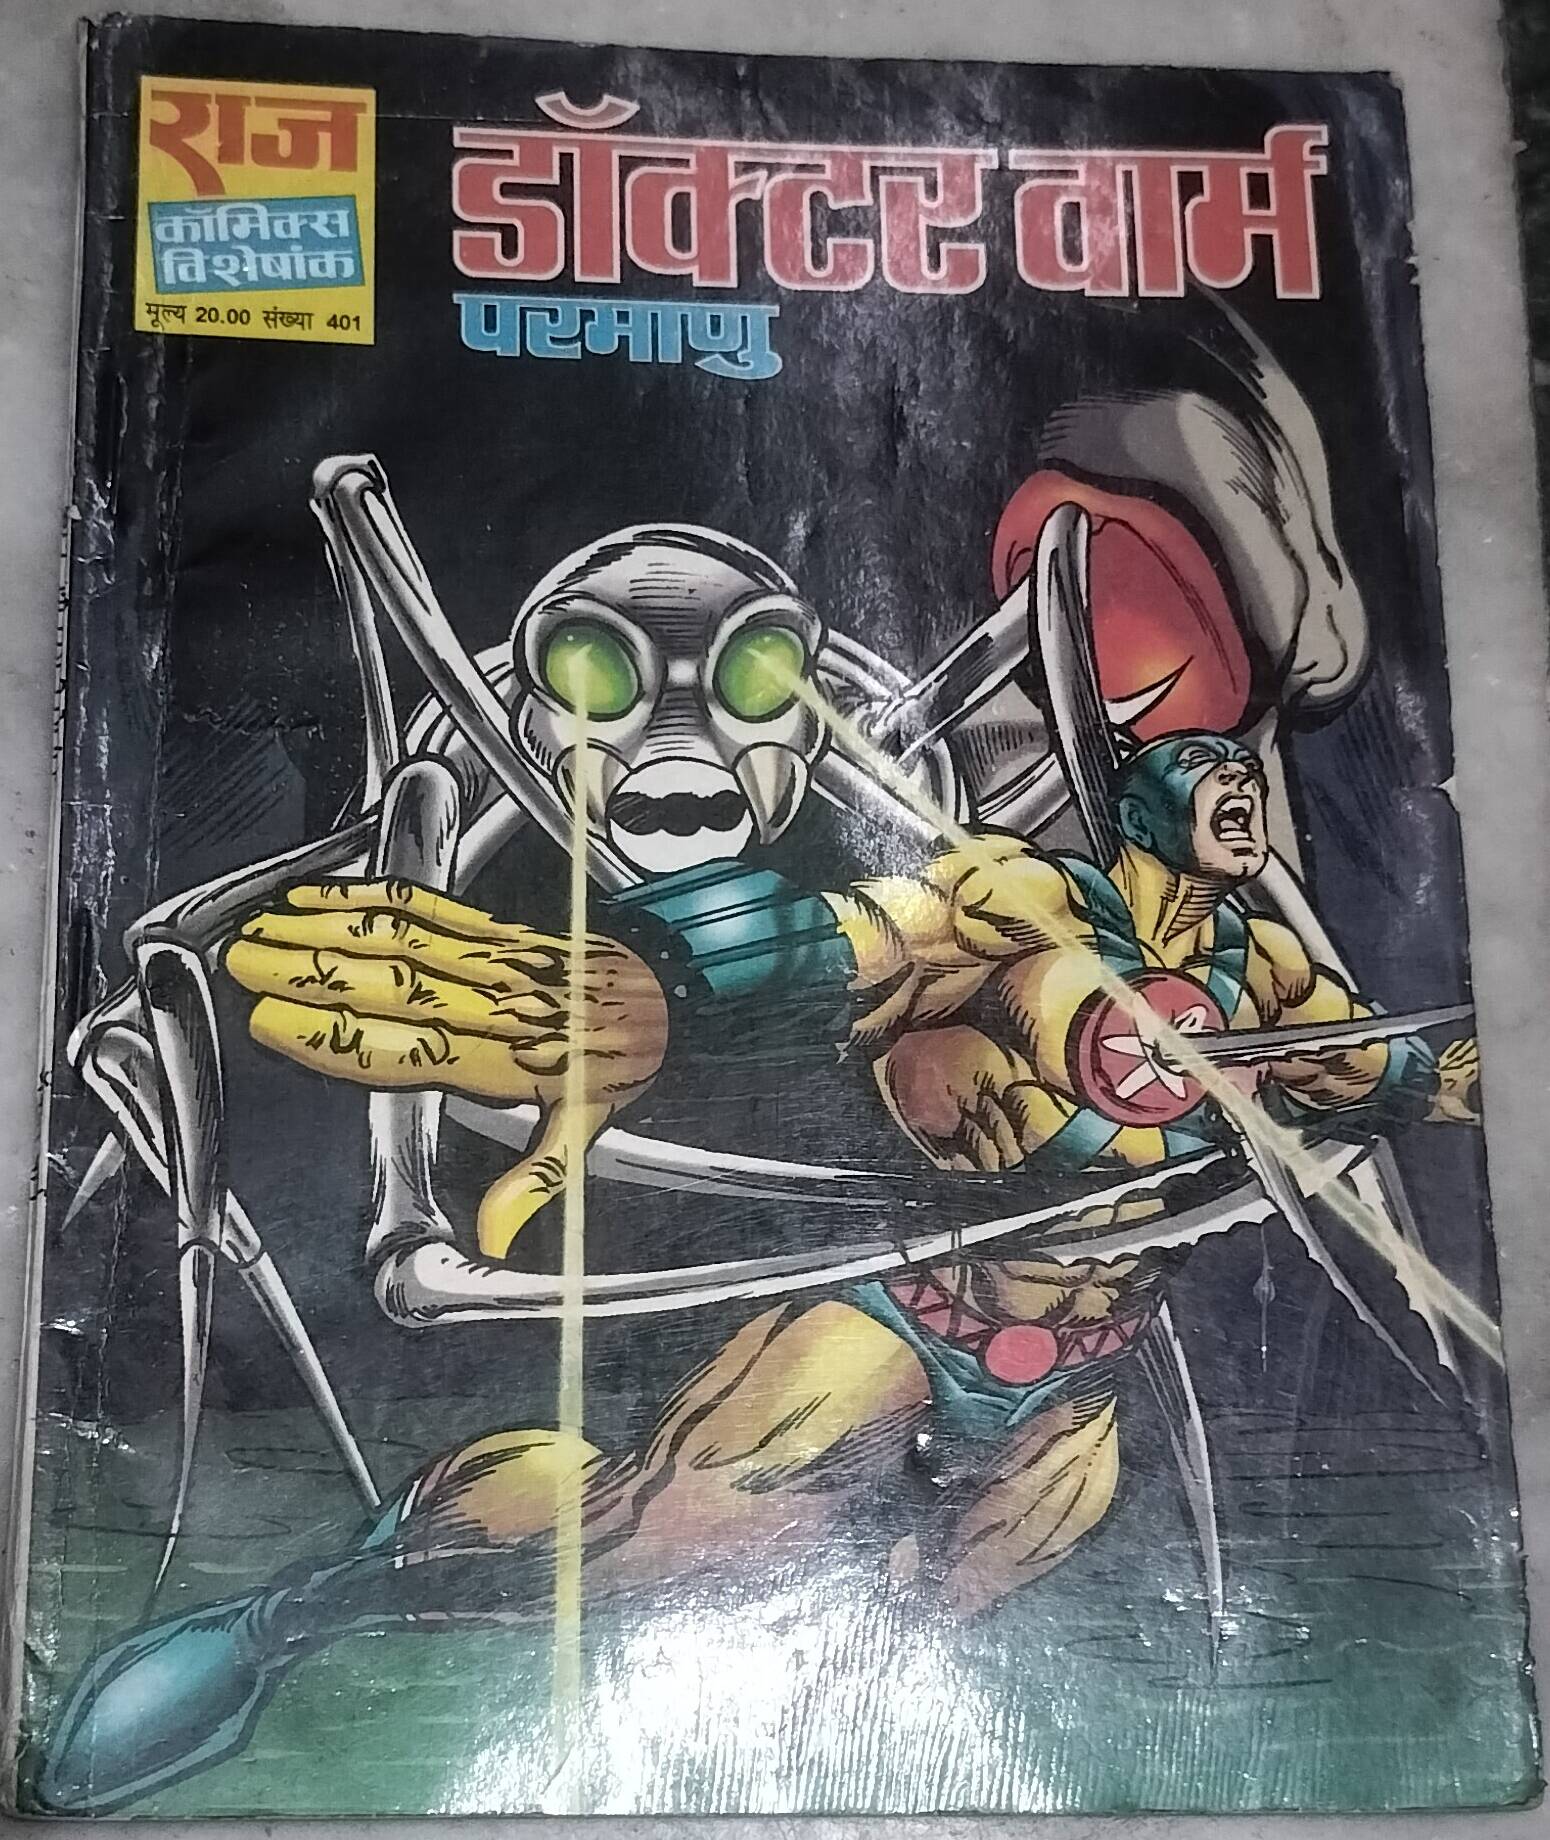 राज
कॉमिक्स
विशेषांक
मूल्य 20.00 संख्या 401
डॉक्टर वार्म
परमाणु